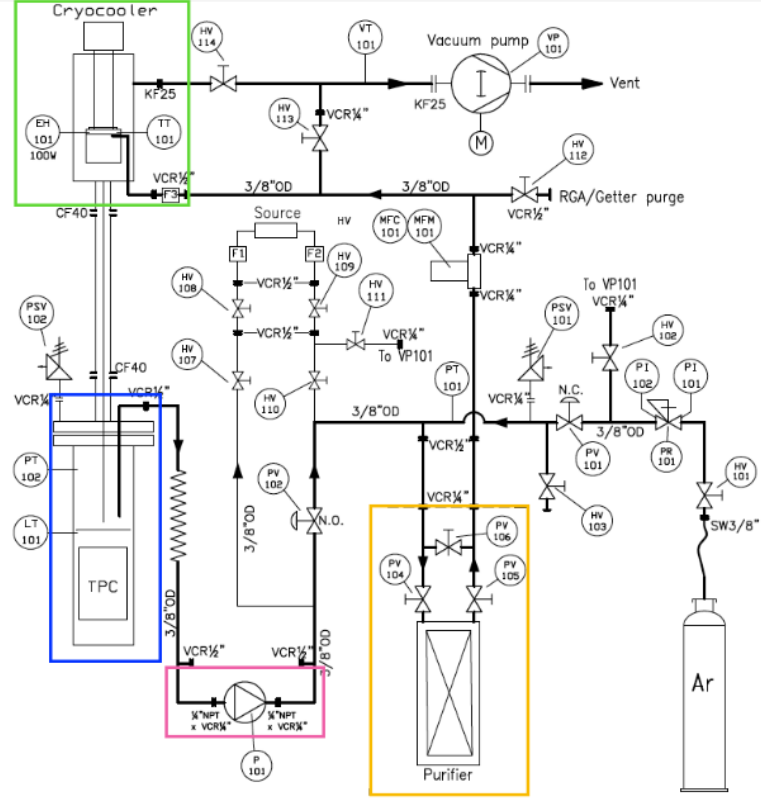 Cryocooler
HV
114
VT
101
Vacuum pump
VP
101
KF25
KF25
Vent
M
EH
101
100W
TT
101
HV
113
VCR¼"
HV
112
VCR½"
F3
3/8"OD
3/8"OD
VCR½"
RGA/Getter purge
CF40
Source
HV
MFC
101
MFM
101
VCR¼"
F1
F2
HV
109
VCR½"
VCR¼"
HV
108
HV
111
To VP101
VCR¼"
PSV
102
VCR½"
VCR¼"
To VP101
PSV
101
HV
102
HV
107
CF40
VCR½"
PT
101
N.C.
PI
102
PI
101
VCR¼"
HV
110
3/8"OD
3/8"OD
PV
101
PR
101
VCR½"
PT
102
PV
102
HV
101
N.O.
VCR¼"
HV
103
SW3/8"
LT
101
3/8"OD
PV
106
PV
104
PV
105
TPC
3/8"OD
VCR½"
VCR½"
3/8"OD
Ar
¼"NPT
x VCR¼"
¼"NPT
x VCR¼"
P
101
Purifier